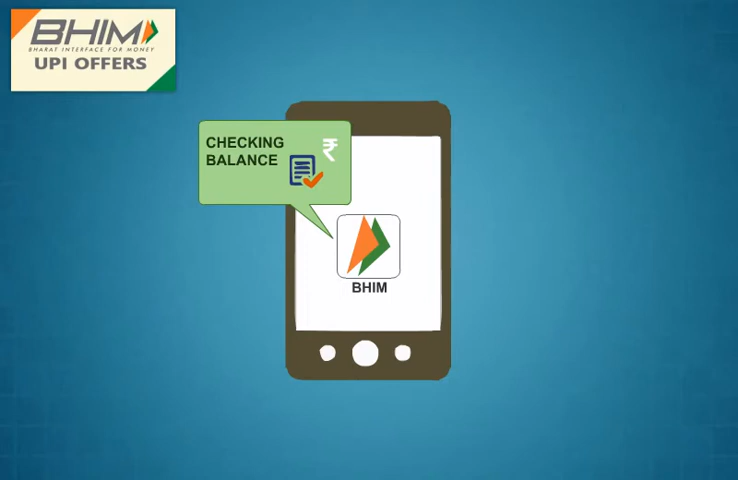 BHIM
BHARAT INTERFACE FOR MONEY
UPI OFFERS
CHECKING
BALANCE
₹
BHIM